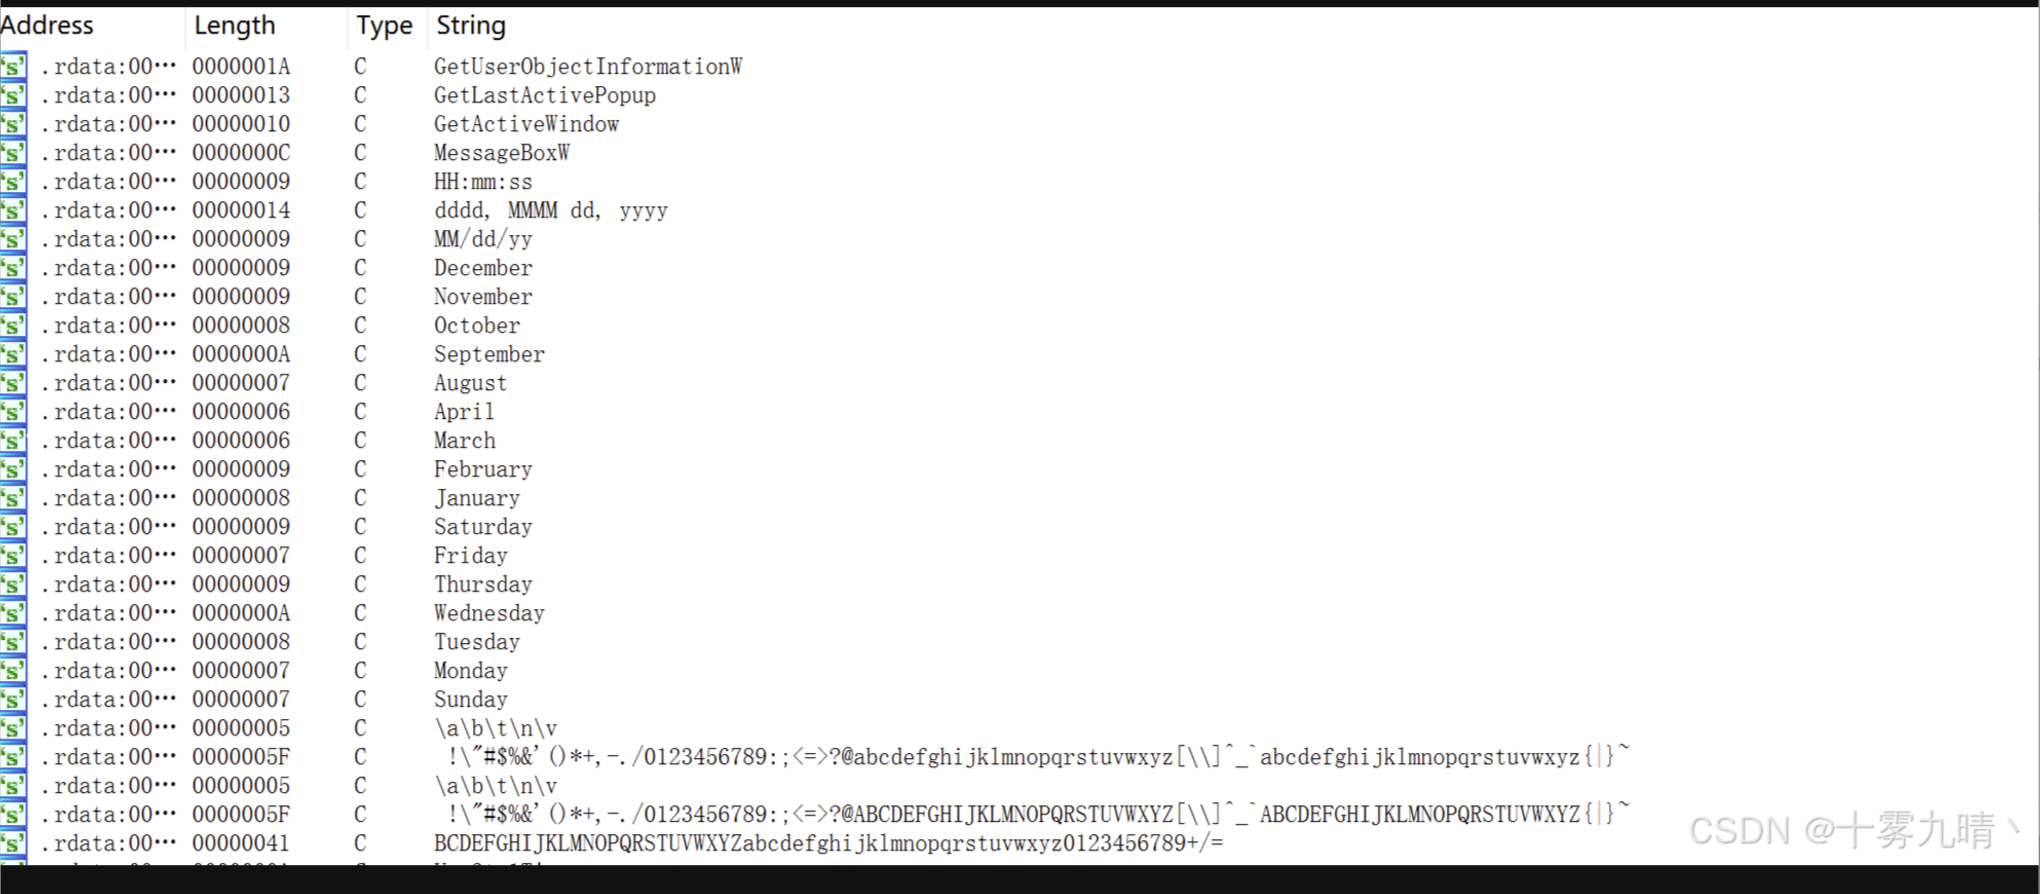 Address Length Type String
's' .rdata:00… 0000001A C GetUserObjectInformationW
's' .rdata:00… 00000013 C GetLastActivePopup
's' .rdata:00… 00000010 C GetActiveWindow
's' .rdata:00… 0000000C C MessageBoxW
's' .rdata:00… 00000009 C HH:mm:ss
's' .rdata:00… 00000014 C dddd, MMMM dd, yyyy
's' .rdata:00… 00000009 C MM/dd/yy
's' .rdata:00… 00000009 C December
's' .rdata:00… 00000009 C November
's' .rdata:00… 00000008 C October
's' .rdata:00… 0000000A C September
's' .rdata:00… 00000007 C August
's' .rdata:00… 00000006 C April
's' .rdata:00… 00000006 C March
's' .rdata:00… 00000009 C February
's' .rdata:00… 00000008 C January
's' .rdata:00… 00000009 C Saturday
's' .rdata:00… 00000007 C Friday
's' .rdata:00… 00000009 C Thursday
's' .rdata:00… 0000000A C Wednesday
's' .rdata:00… 00000008 C Tuesday
's' .rdata:00… 00000007 C Monday
's' .rdata:00… 00000007 C Sunday
's' .rdata:00… 00000005 C \a\b\t\n\v
's' .rdata:00… 0000005F C !\"#$%&'()*+,-./0123456789:;<=>?@abcdefghijklmnopqrstuvwxyz[\\]^_`abcdefghijklmnopqrstuvwxyz{|}~
's' .rdata:00… 00000005 C \a\b\t\n\v
's' .rdata:00… 0000005F C !\"#$%&'()*+,-./0123456789:;<=>?@ABCDEFGHIJKLMNOPQRSTUVWXYZ[\\]^_`ABCDEFGHIJKLMNOPQRSTUVWXYZ{|}~
's' .rdata:00… 00000041 C BCDEFGHIJKLMNOPQRSTUVWXYZabcdefghijklmnopqrstuvwxyz0123456789+/=
CSDN @十雾九晴丶